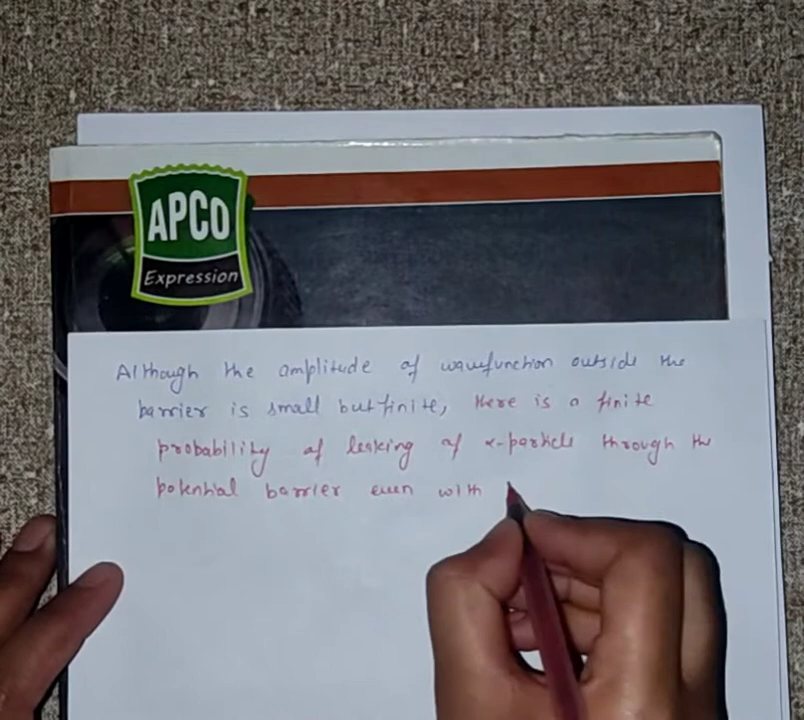 APCO
Expression
Although the amplitude of wavefunction outside the
barrier is small but finite, there is a finite
probability of leaking of α-particle through the
potential barrier even with